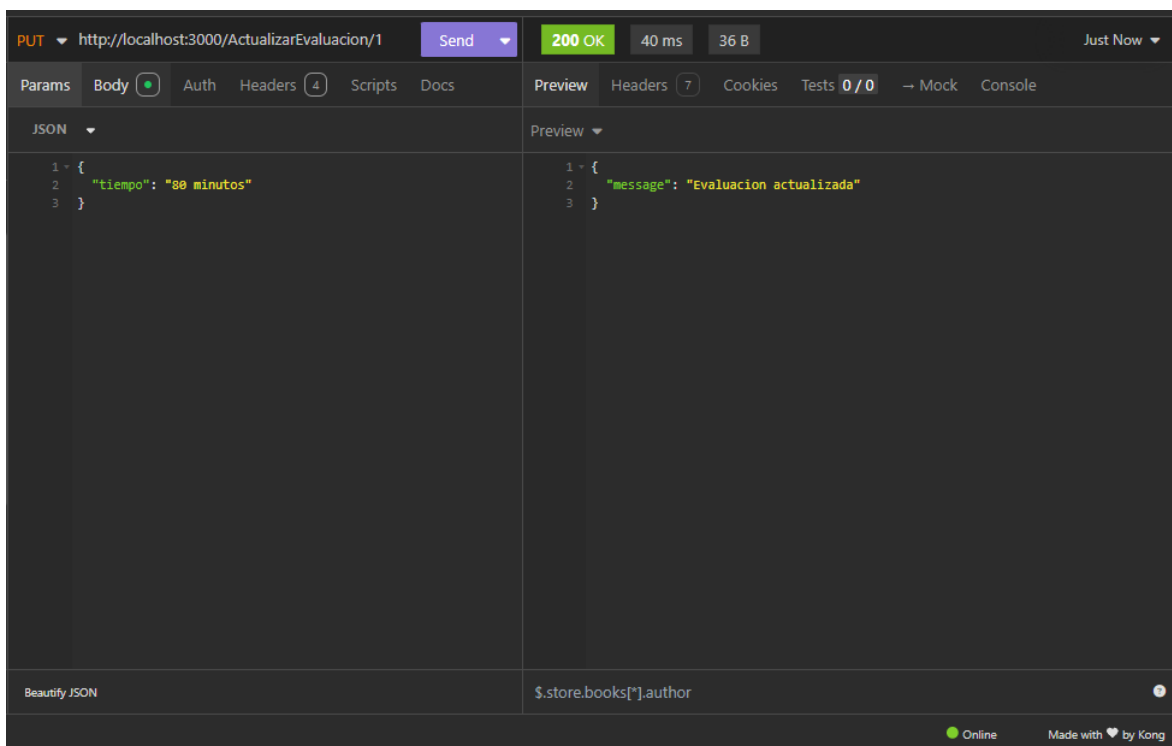 PUT http://localhost:3000/ActualizarEvaluacion/1 Send 200 OK 40 ms 36 B Just Now
Params Body Auth Headers 4 Scripts Docs Preview Headers 7 Cookies Tests 0 / 0 → Mock Console
JSON Preview
1 {
2 "tiempo": "80 minutos"
3 }
1 {
2 "message": "Evaluacion actualizada"
3 }
Beautify JSON $.store.books[*].author ?
Online Made with ♥ by Kong